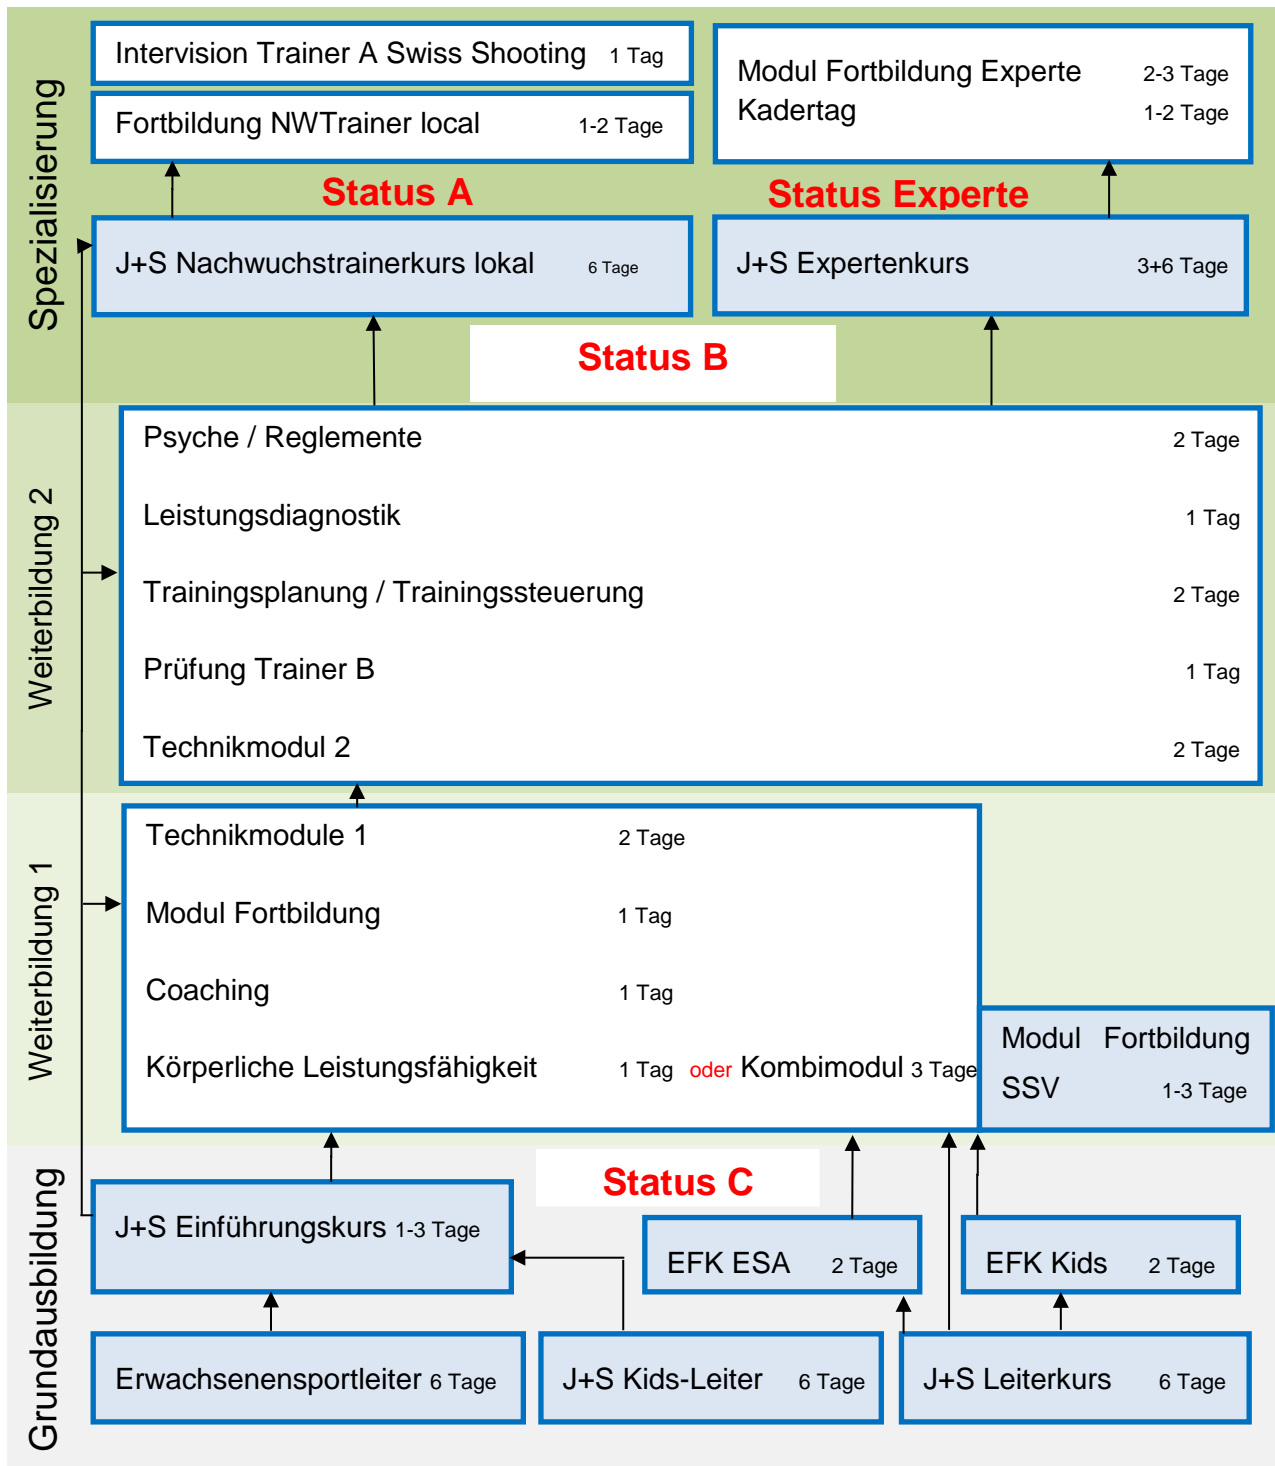 Spezialisierung
Intervision Trainer A Swiss Shooting 1 Tag
Fortbildung NWTrainer local 1-2 Tage
Modul Fortbildung Experte 2-3 Tage
Kadertag 1-2 Tage
Status A
Status Experte
J+S Nachwuchstrainerkurs lokal 6 Tage
J+S Expertenkurs 3+6 Tage
Status B
Weiterbildung 2
Psyche / Reglemente 2 Tage
Leistungsdiagnostik 1 Tag
Trainingsplanung / Trainingssteuerung 2 Tage
Prüfung Trainer B 1 Tag
Technikmodul 2 2 Tage
Weiterbildung 1
Technikmodule 1 2 Tage
Modul Fortbildung 1 Tag
Coaching 1 Tag
Körperliche Leistungsfähigkeit 1 Tag oder Kombimodul 3 Tage
Modul Fortbildung
SSV 1-3 Tage
Status C
Grundausbildung
J+S Einführungskurs 1-3 Tage
EFK ESA 2 Tage
EFK Kids 2 Tage
Erwachsenensportleiter 6 Tage
J+S Kids-Leiter 6 Tage
J+S Leiterkurs 6 Tage